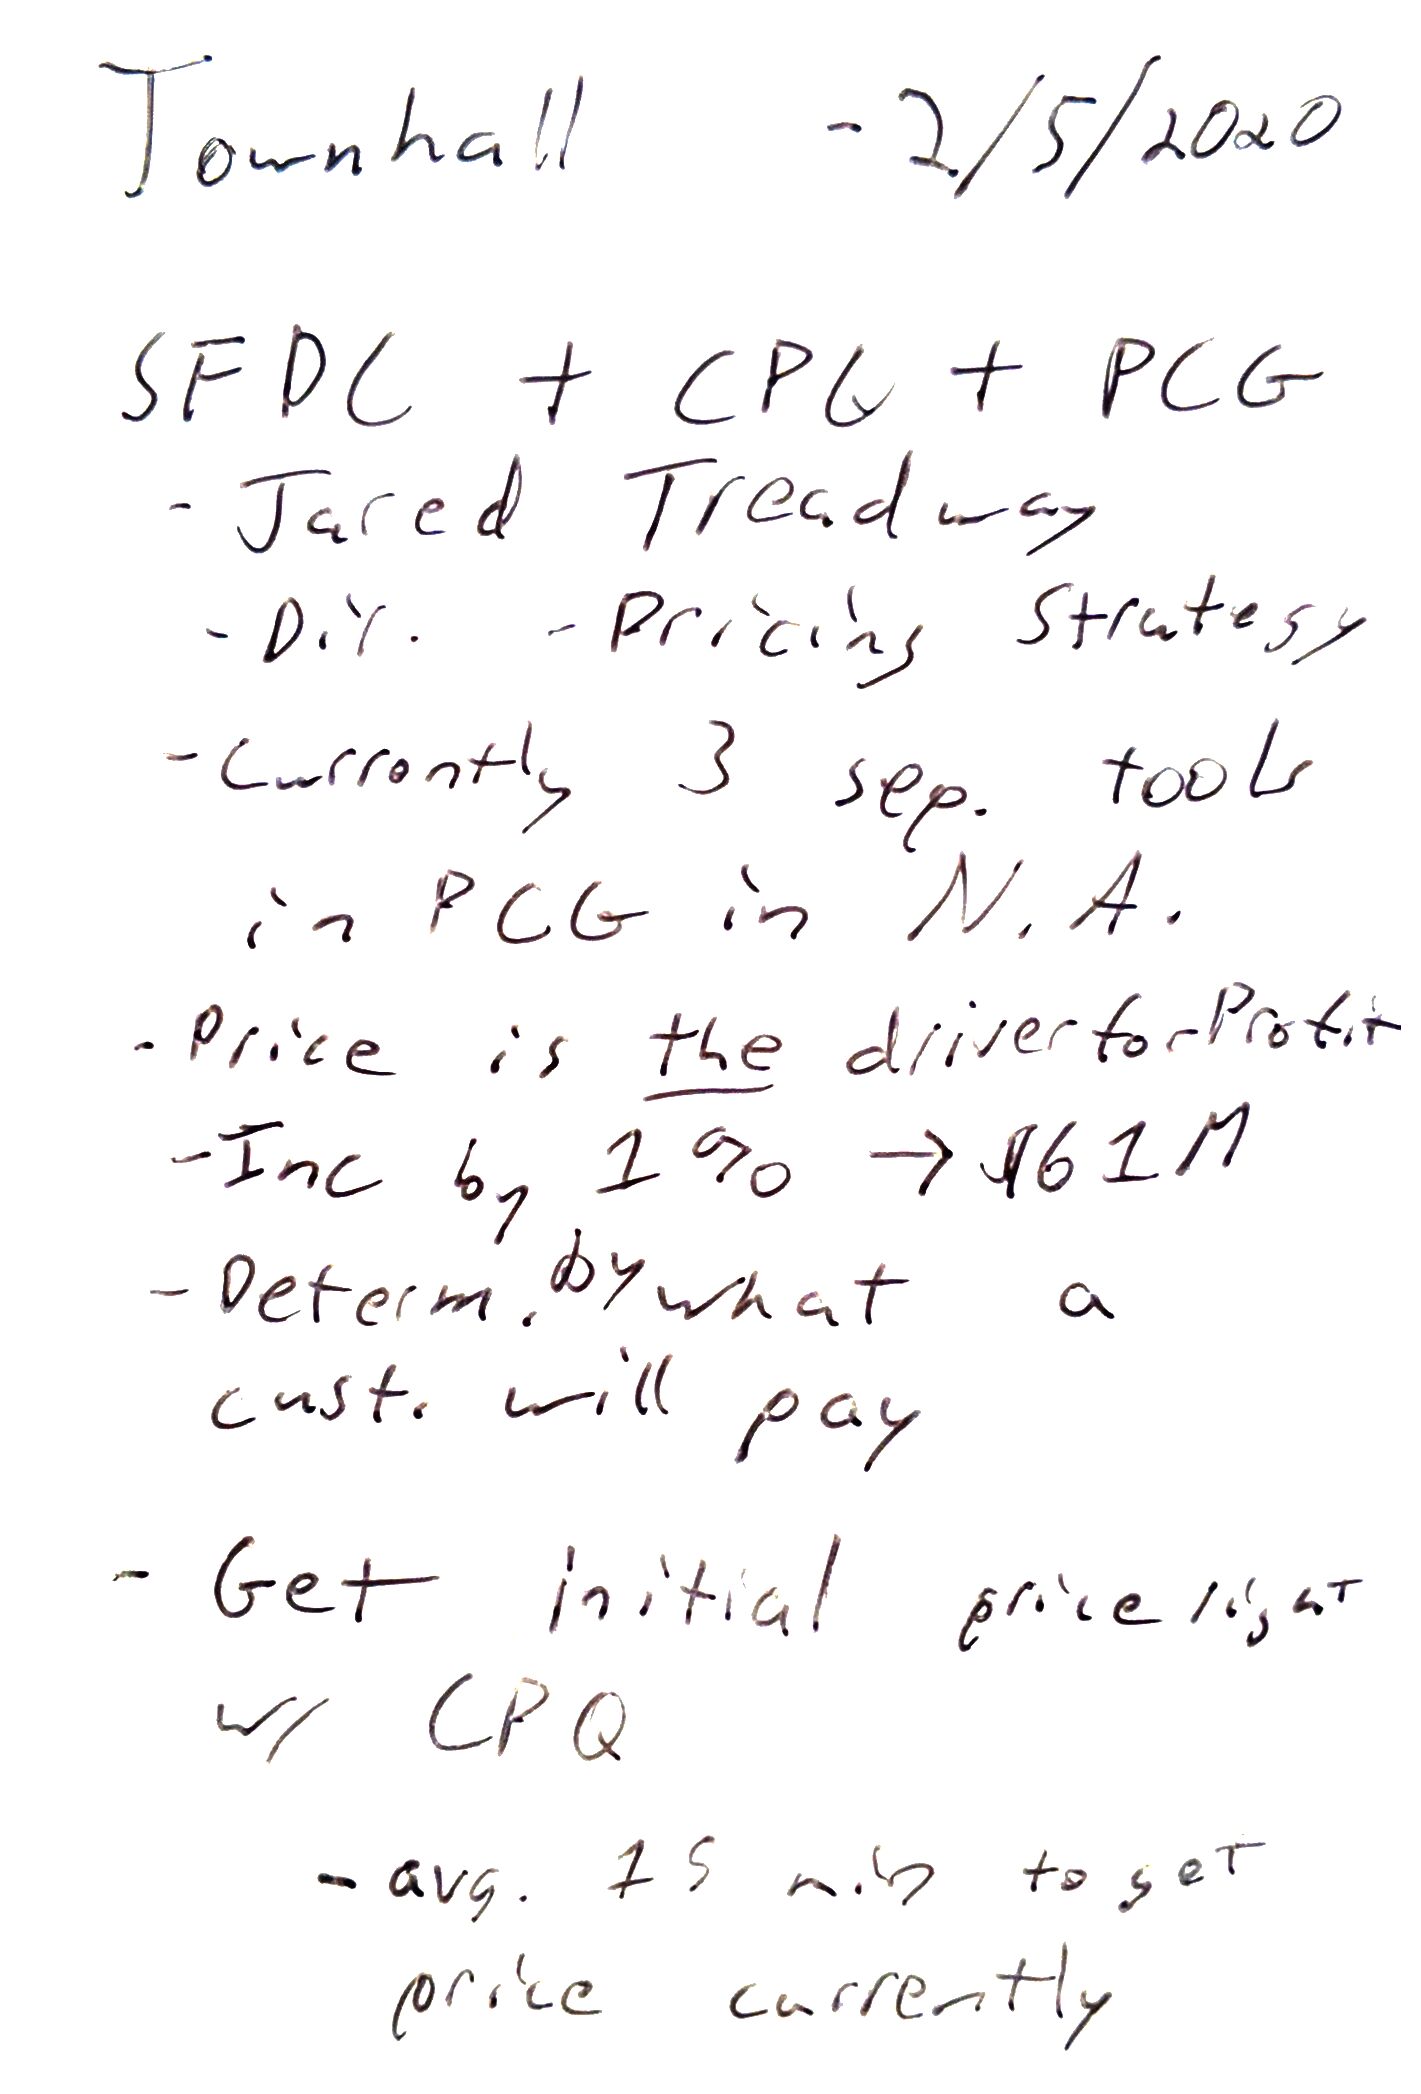 Townhall - 2/5/2020
SFDC + CPQ + PCG
- Jared Treadway
- Dir. - Pricing Strategy
- Currently 3 sep. tools
in PCG in N.A.
- Price is the driver for Profit
- Inc by 1% → $61M
- Determ. by what a
cust. will pay
- Get initial price right
w/ CPQ
- avg. 15 min to get
price currently